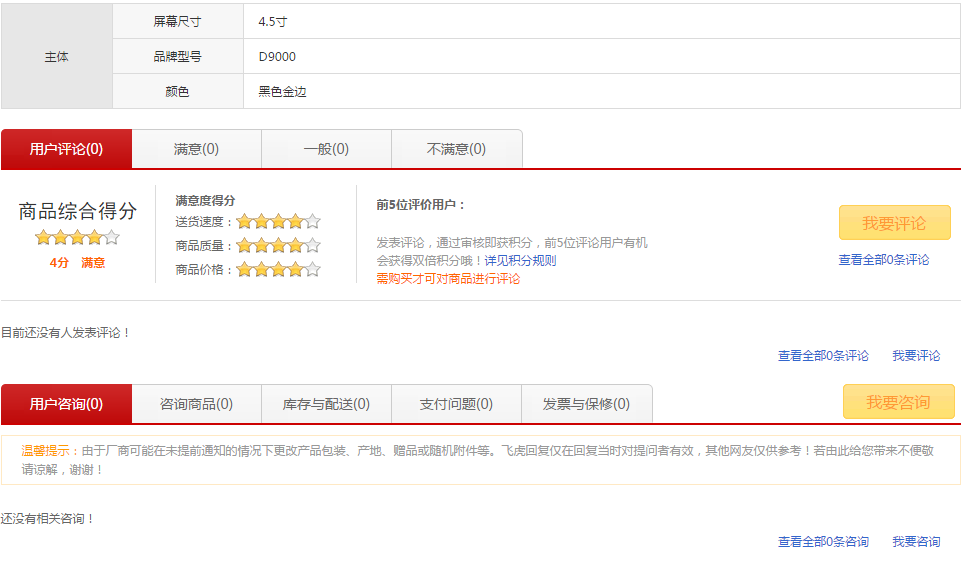 主体
屏幕尺寸 4.5寸
品牌型号 D9000
颜色 黑色金边
用户评论(0) 满意(0) 一般(0) 不满意(0)
商品综合得分
4分 满意
满意度得分
送货速度：
商品质量：
商品价格：
前5位评价用户：
发表评论，通过审核即获积分，前5位评论用户有机
会获得双倍积分哦！详见积分规则
需购买才可对商品进行评论
我要评论
查看全部0条评论
目前还没有人发表评论！
查看全部0条评论 我要评论
用户咨询(0) 咨询商品(0) 库存与配送(0) 支付问题(0) 发票与保修(0) 我要咨询
温馨提示：由于厂商可能在未提前通知的情况下更改产品包装、产地、赠品或随机附件等。飞虎回复仅在回复当时对提问者有效，其他网友仅供参考！若由此给您带来不便敬
请谅解，谢谢！
还没有相关咨询！
查看全部0条咨询 我要咨询